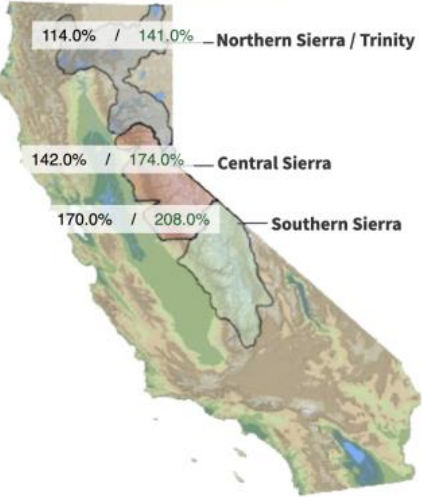 114.0% / 141.0% Northern Sierra / Trinity
142.0% / 174.0% Central Sierra
170.0% / 208.0% Southern Sierra